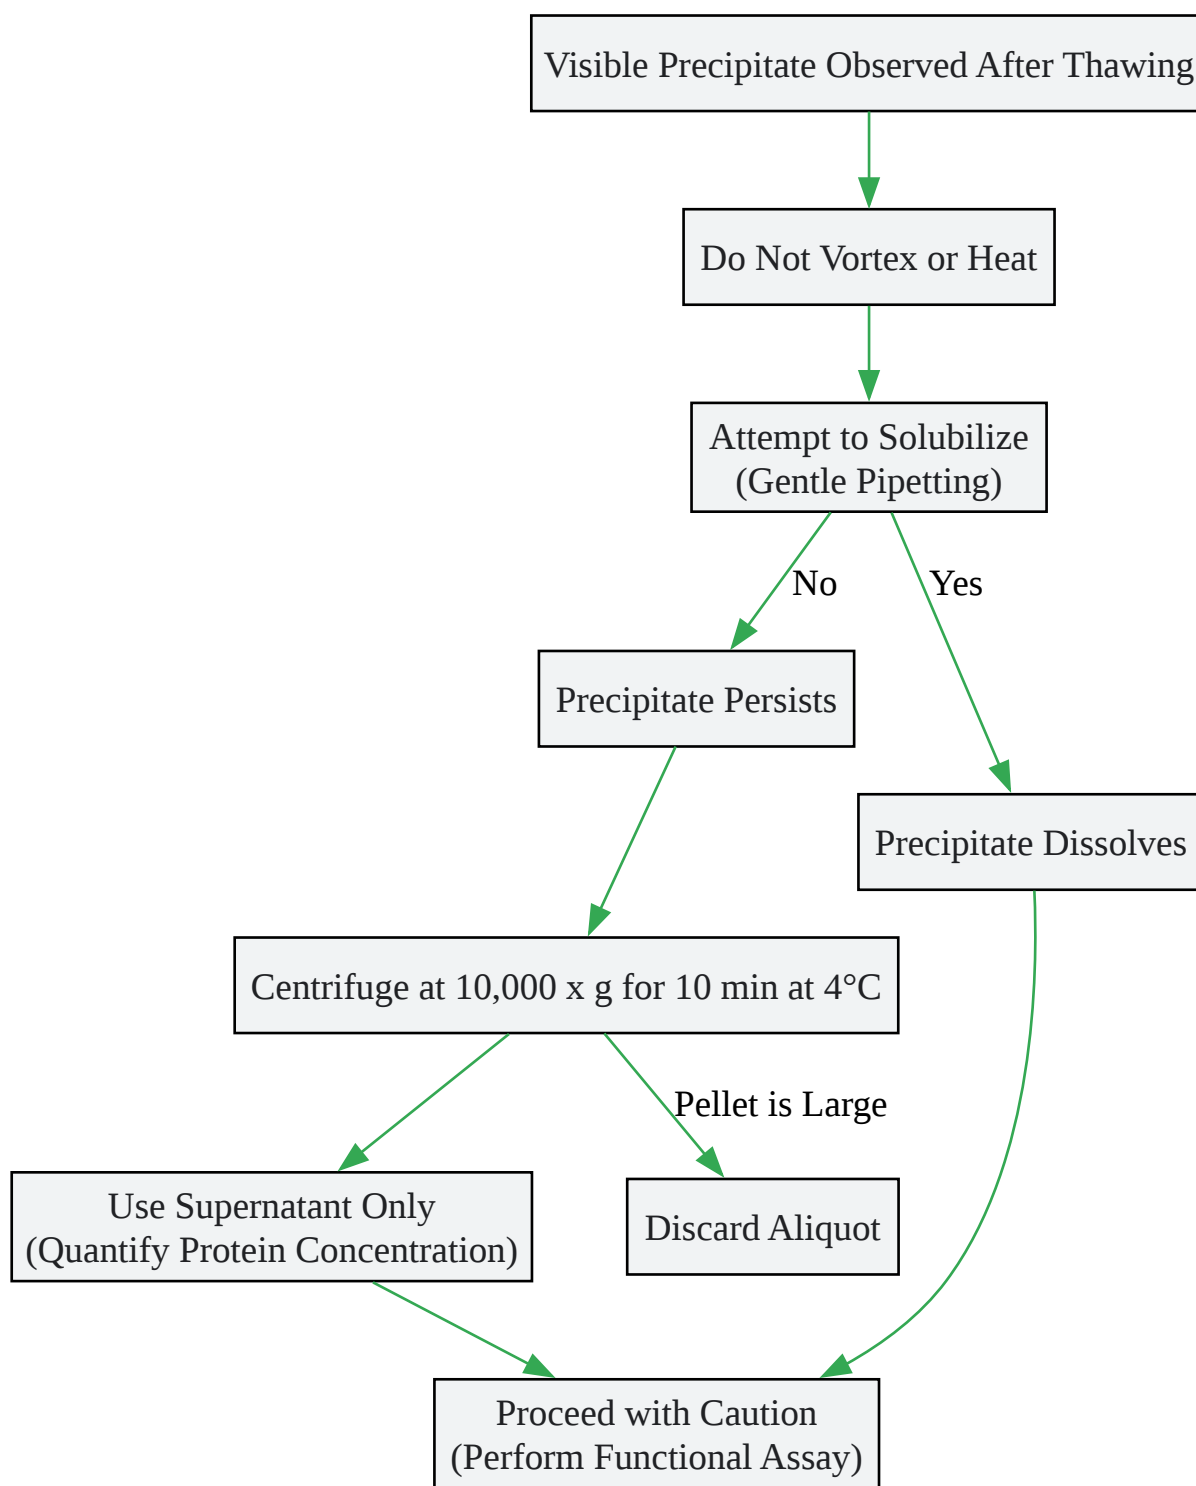 Visible Precipitate Observed After Thawing
Do Not Vortex or Heat
Attempt to Solubilize
(Gentle Pipetting)
No
Yes
Precipitate Persists
Precipitate Dissolves
Centrifuge at 10,000 x g for 10 min at 4°C
Pellet is Large
Use Supernatant Only
(Quantify Protein Concentration)
Discard Aliquot
Proceed with Caution
(Perform Functional Assay)